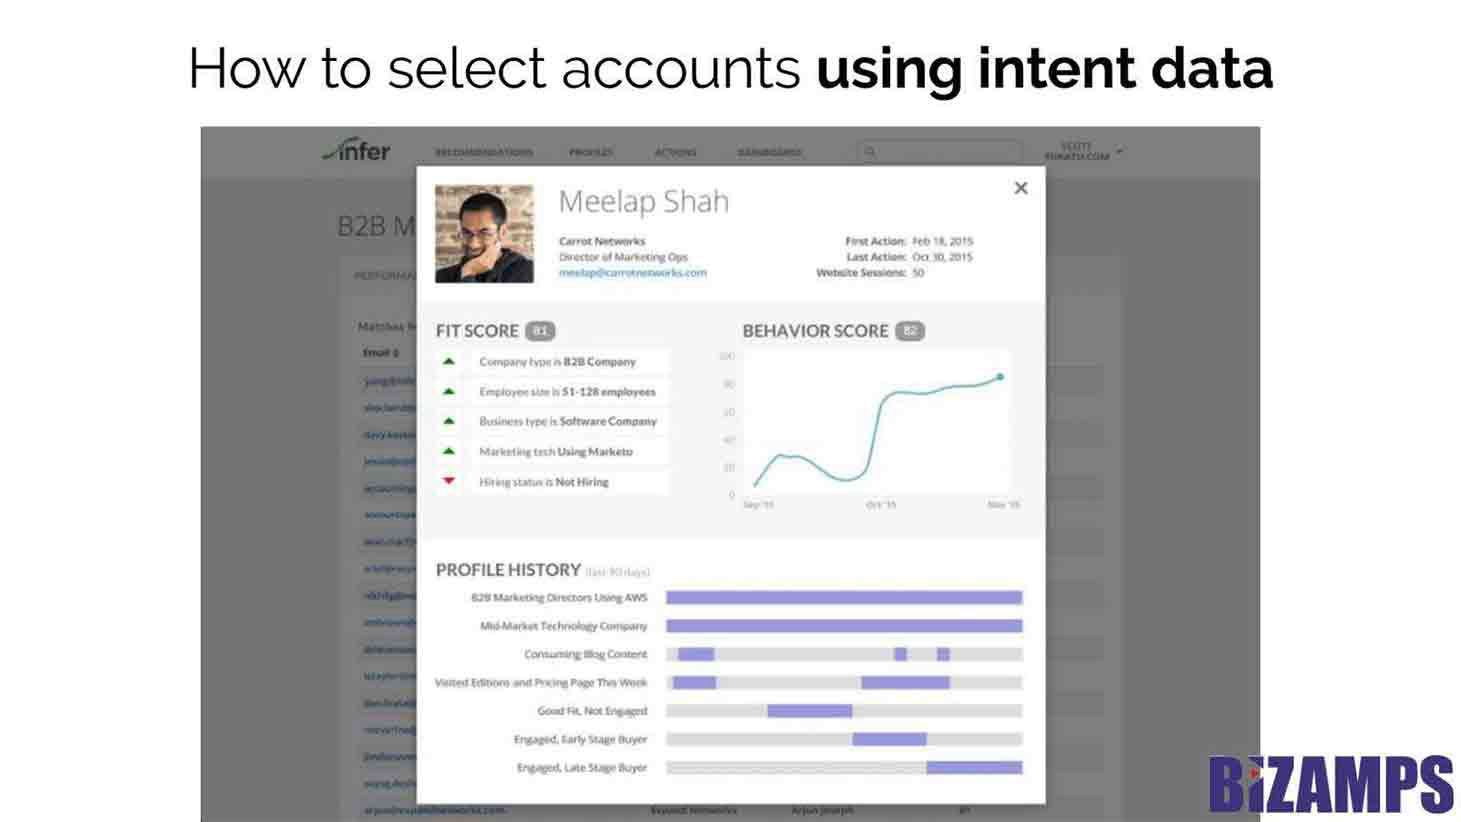 How to select accounts using intent data
infer
RECOMMENDATIONS PROFILES ACTIONS DASHBOARDS
SCOTT
B2B M
Meelap Shah
Carrot Networks
Director of Marketing Ops
meelap@carrotnetworks.com
First Action: Feb 18, 2015
Last Action: Oct 30, 2015
Website Sessions: 50
PERFORMA
Matches
Email
FIT SCORE 81
Company type is B2B Company
Employee size is 51-128 employees
Business type is Software Company
Marketing tech Using Marketo
Hiring status is Not Hiring
BEHAVIOR SCORE 82
100
80
60
40
20
0
Sep '15 Oct '15 Nov '15
PROFILE HISTORY (last 90 days)
B2B Marketing Directors Using AWS
Mid-Market Technology Company
Consuming Blog Content
Visited Editions and Pricing Page This Week
Good Fit, Not Engaged
Engaged, Early Stage Buyer
Engaged, Late Stage Buyer
Arjun Joseph
BiZAMPS